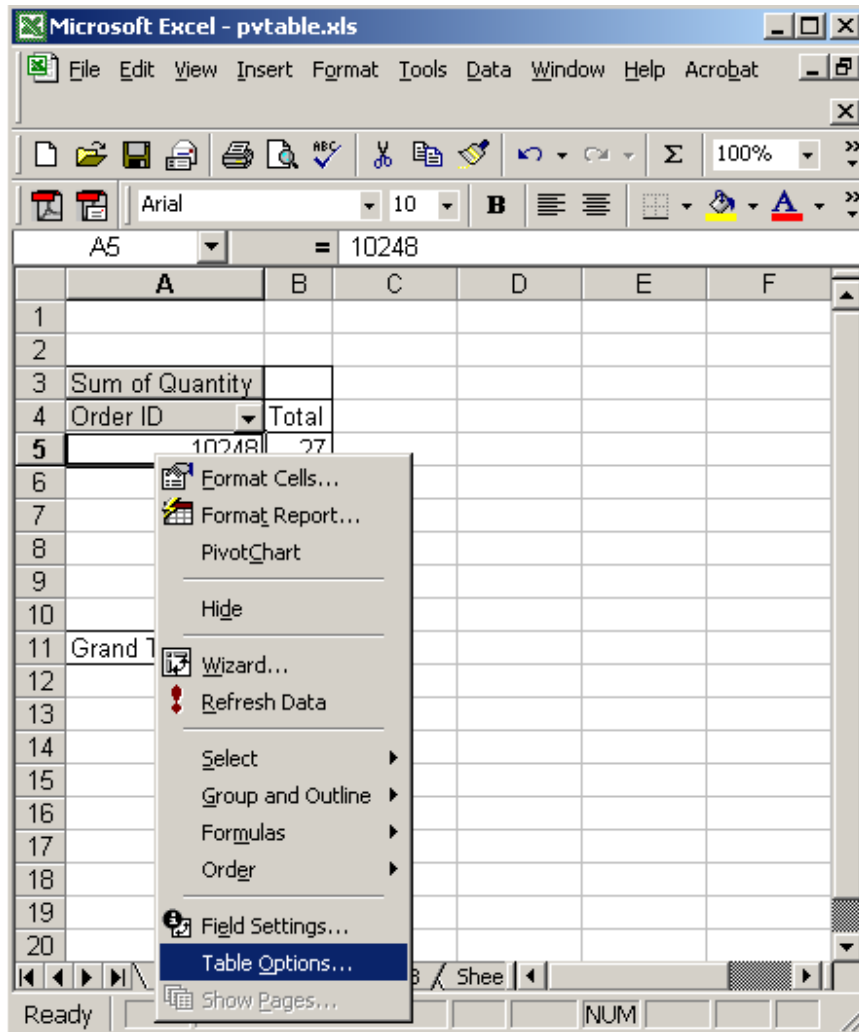 Microsoft Excel - pvtable.xls
File Edit View Insert Format Tools Data Window Help Acrobat
ABC Σ 100% »
Arial 10 B A »
A5 = 10248
A B C D E F
1
2
3 Sum of Quantity
4 Order ID Total
5 10248 27
6
7
8
9
10
11 Grand T
12
13
14
15
16
17
18
19
20
Format Cells...
Format Report...
PivotChart
Hide
Wizard...
Refresh Data
Select
Group and Outline
Formulas
Order
Field Settings...
Table Options...
Show Pages...
Shee
Ready NUM